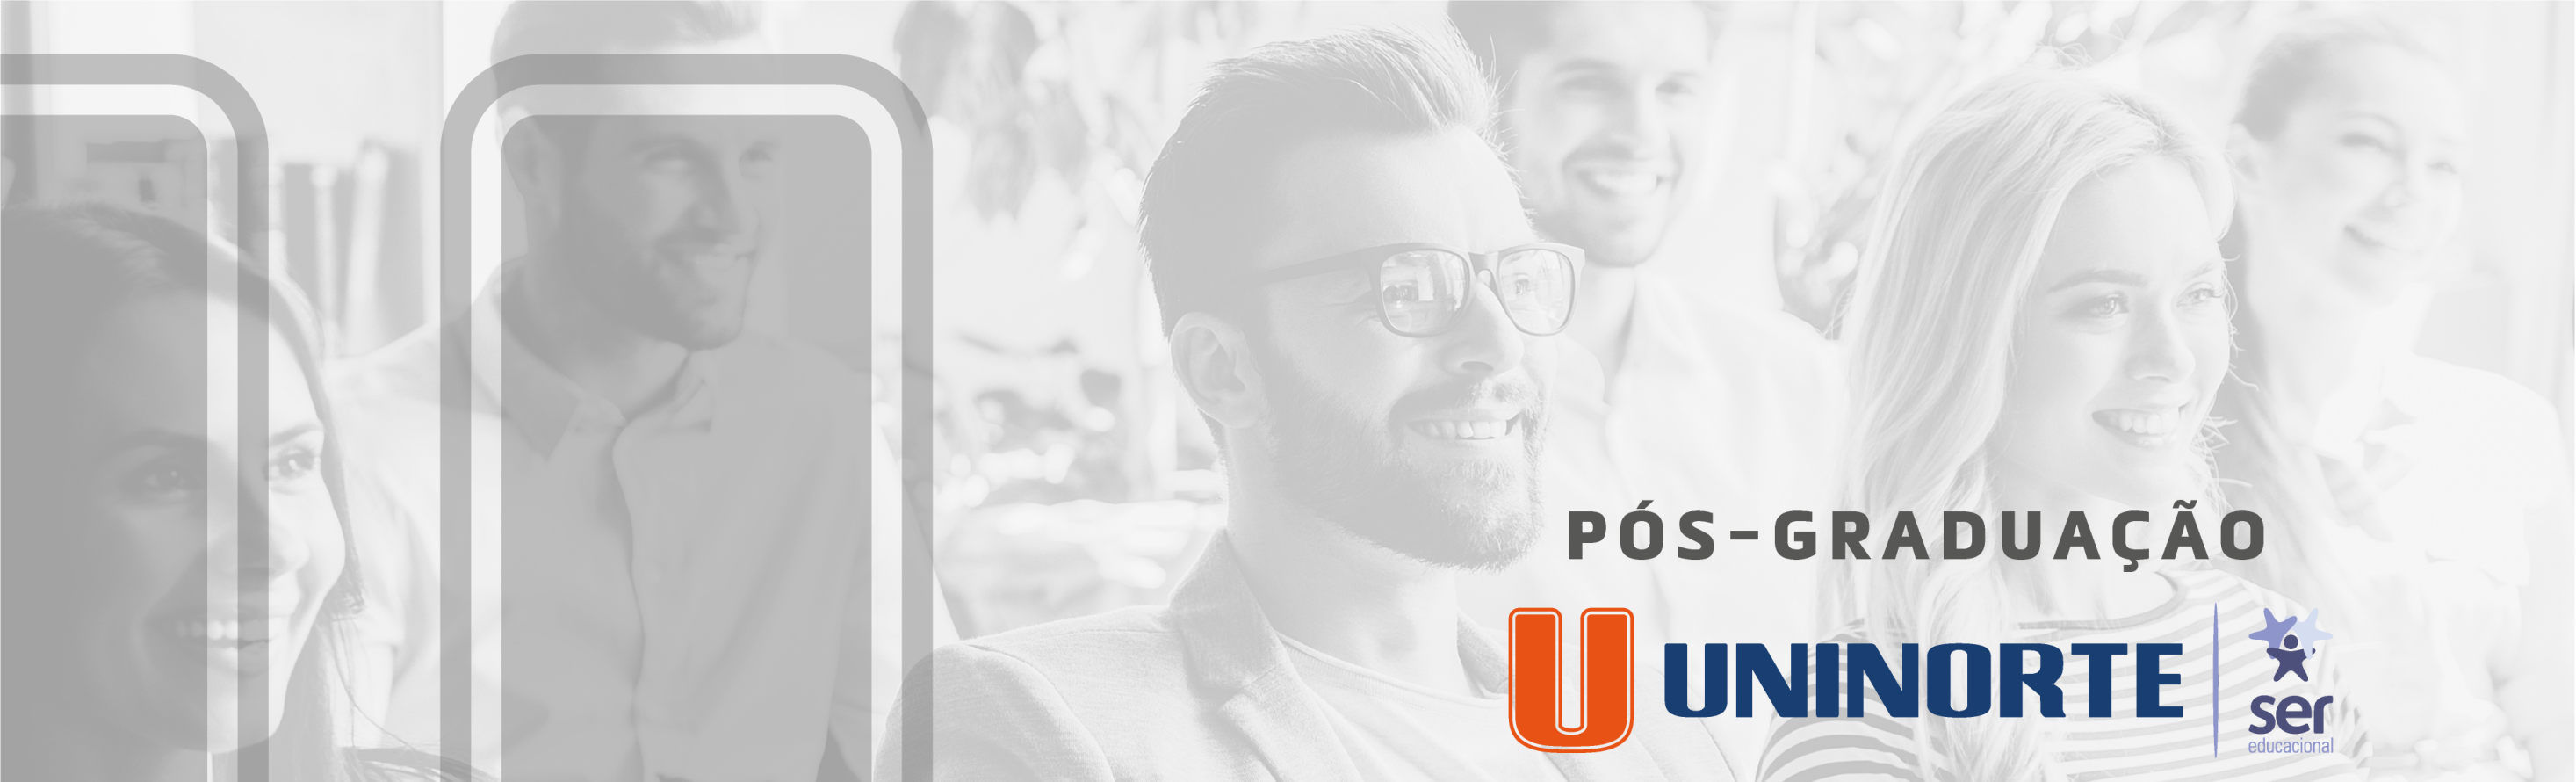 PÓS-GRADUAÇÃO
U UNINORTE
ser
educacional